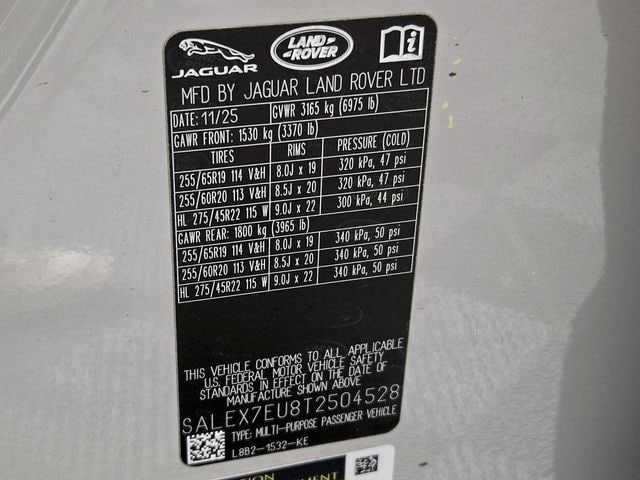 JAGUAR LAND-ROVER i
MFD BY JAGUAR LAND ROVER LTD
DATE: 11/25 GVWR 3165 kg (6975 lb)
GAWR FRONT: 1530 kg (3370 lb)
TIRES RIMS PRESSURE (COLD)
255/65R19 114 V&H 8.0J x 19 320 kPa, 47 psi
255/60R20 113 V&H 8.5J x 20 320 kPa, 47 psi
HL 275/45R22 115 W 9.0J x 22 300 kPa, 44 psi
GAWR REAR: 1800 kg (3965 lb)
255/65R19 114 V&H 8.0J x 19 340 kPa, 50 psi
255/60R20 113 V&H 8.5J x 20 340 kPa, 50 psi
HL 275/45R22 115 W 9.0J x 22 340 kPa, 50 psi
THIS VEHICLE CONFORMS TO ALL APPLICABLE
U.S. FEDERAL MOTOR VEHICLE SAFETY
STANDARDS IN EFFECT ON THE DATE OF
MANUFACTURE SHOWN ABOVE
SALEX7EU8T2504528
TYPE: MULTI-PURPOSE PASSENGER VEHICLE
L8B2-1532-KE